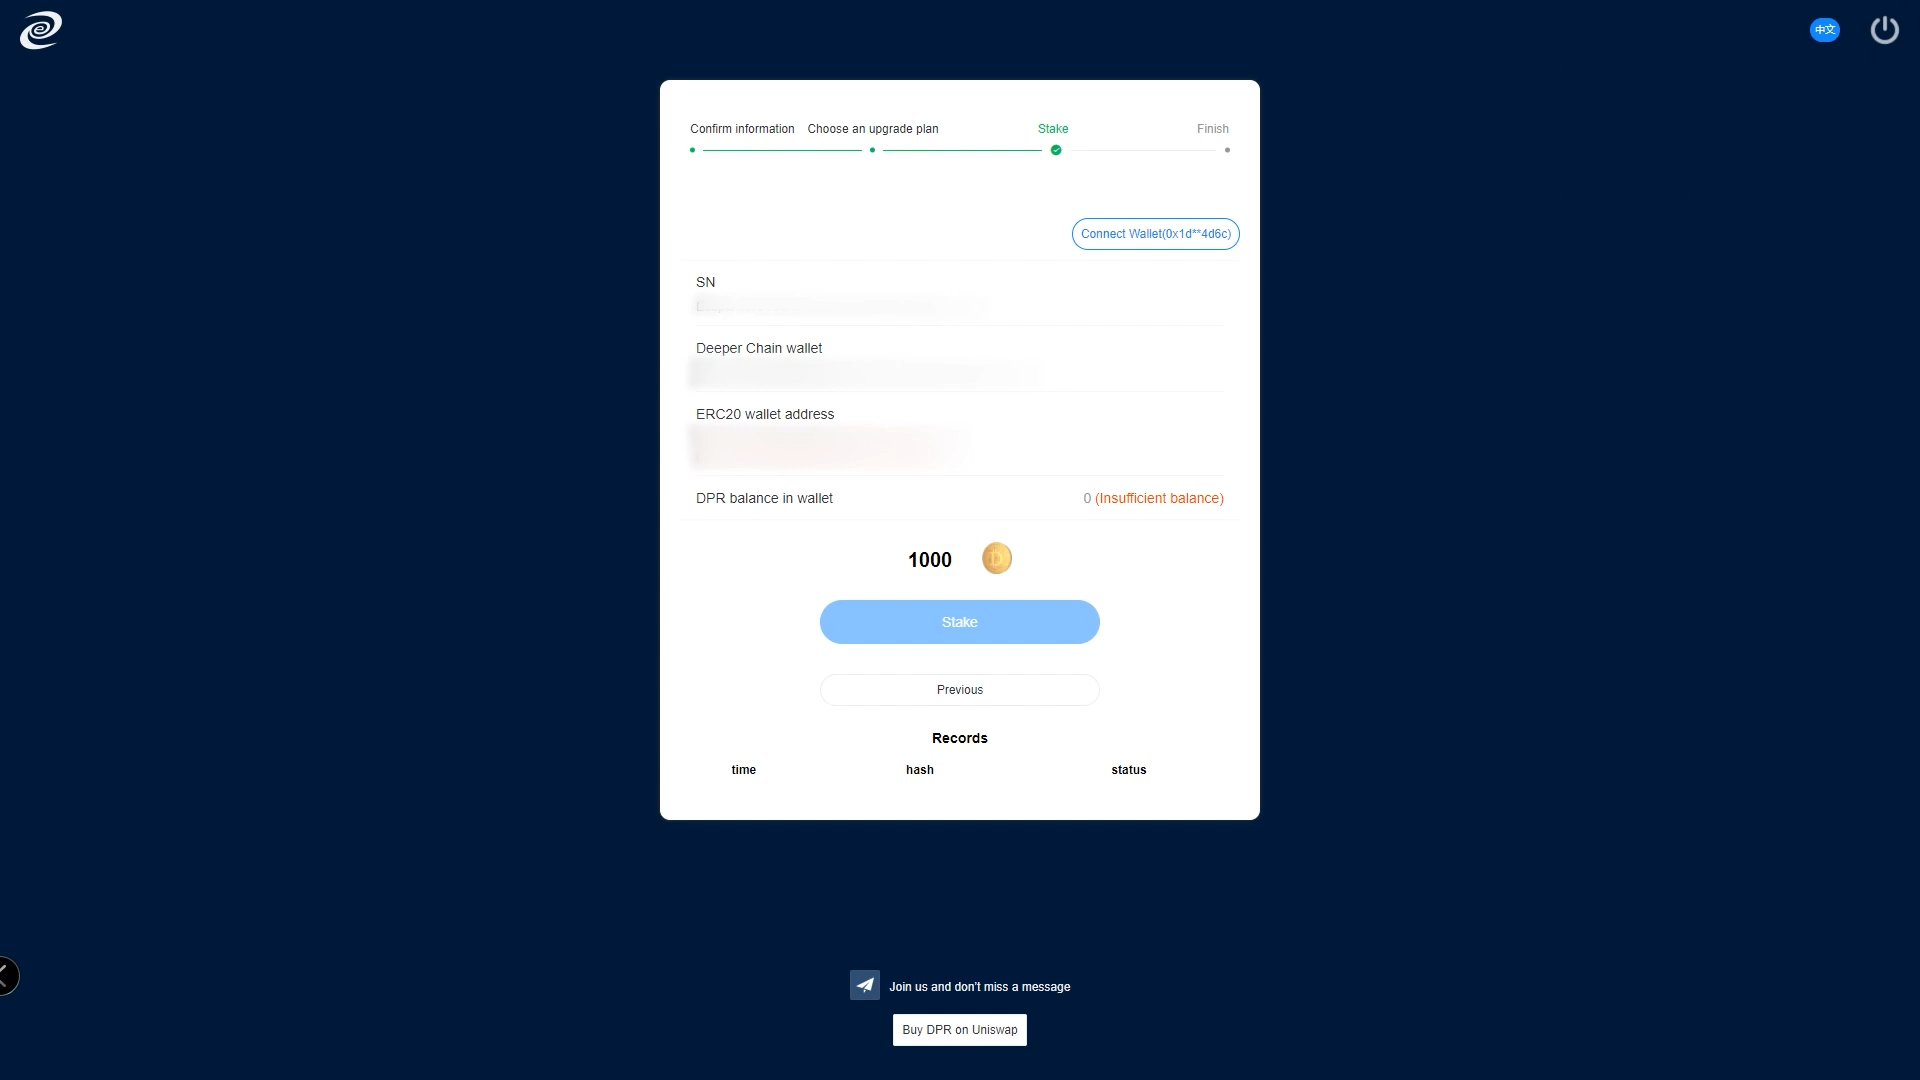 中文
Confirm information Choose an upgrade plan Stake Finish
Connect Wallet(0x1d**4d6c)
SN
Deeper Chain wallet
ERC20 wallet address
DPR balance in wallet 0 (Insufficient balance)
1000
Stake
Previous
Records
time hash status
Join us and don't miss a message
Buy DPR on Uniswap